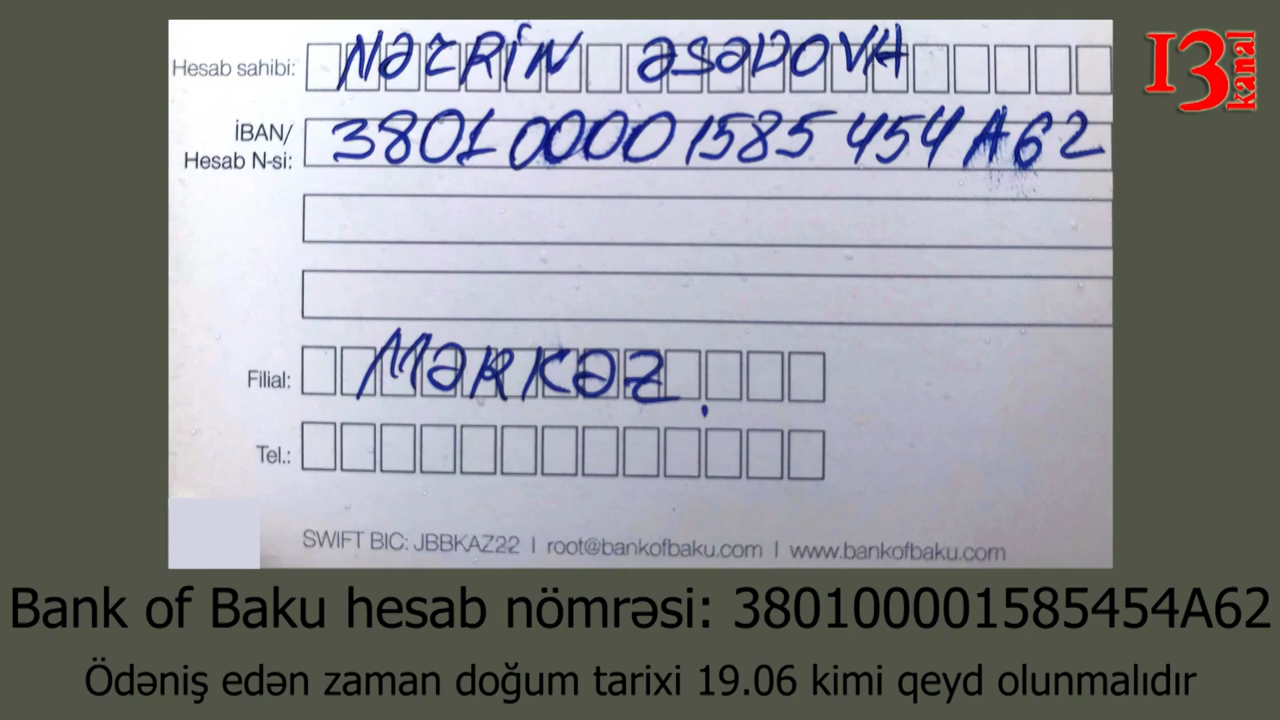 13 kanal
Hesab sahibi: NƏZRİN ƏSƏDOVA
İBAN/
Hesab N-si: 3801 00001585 454 A62
Filial: MƏRKƏZ.
Tel.:
SWIFT BIC: JBBKAZ22 | root@bankofbaku.com | www.bankofbaku.com
Bank of Baku hesab nömrəsi: 380100001585454A62
Ödəniş edən zaman doğum tarixi 19.06 kimi qeyd olunmalıdır